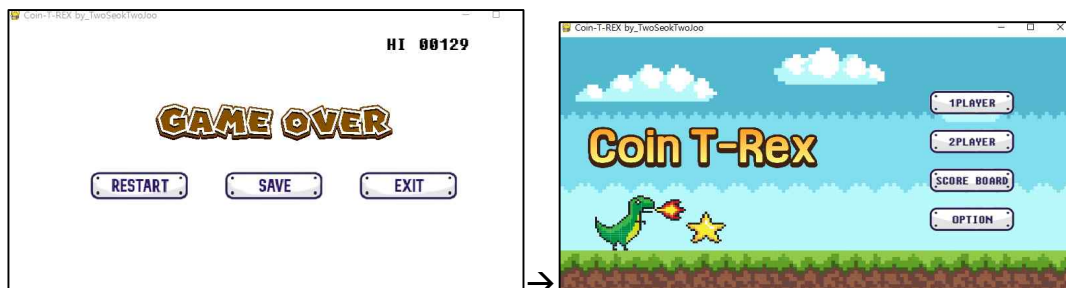 Coin-T-REX by_TwoSeokTwoJoo
HI 00129
GAME OVER
RESTART
SAVE
EXIT
→
Coin-T-REX by_TwoSeokTwoJoo
1PLAYER
2PLAYER
Coin T-Rex
SCORE BOARD
OPTION